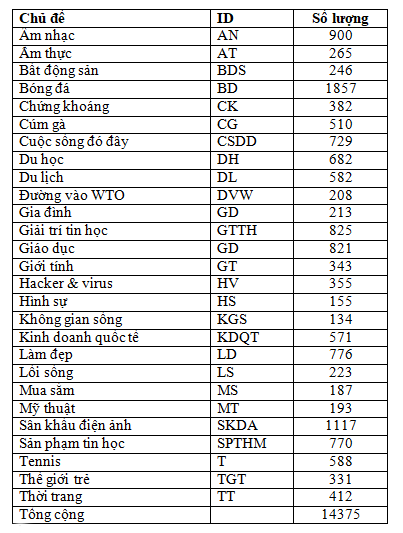 Chủ đề ID Số lượng
Âm nhạc AN 900
Ẩm thực AT 265
Bất động sản BDS 246
Bóng đá BD 1857
Chứng khoáng CK 382
Cúm gà CG 510
Cuộc sống đó đây CSDD 729
Du học DH 682
Du lịch DL 582
Đường vào WTO DVW 208
Gia đình GD 213
Giải trí tin học GTTH 825
Giáo dục GD 821
Giới tính GT 343
Hacker & virus HV 355
Hình sự HS 155
Không gian sống KGS 134
Kinh doanh quốc tế KDQT 571
Làm đẹp LD 776
Lối sống LS 223
Mua sắm MS 187
Mỹ thuật MT 193
Sân khấu điện ảnh SKDA 1117
Sản phạm tin học SPTHM 770
Tennis T 588
Thế giới trẻ TGT 331
Thời trang TT 412
Tổng cộng 14375